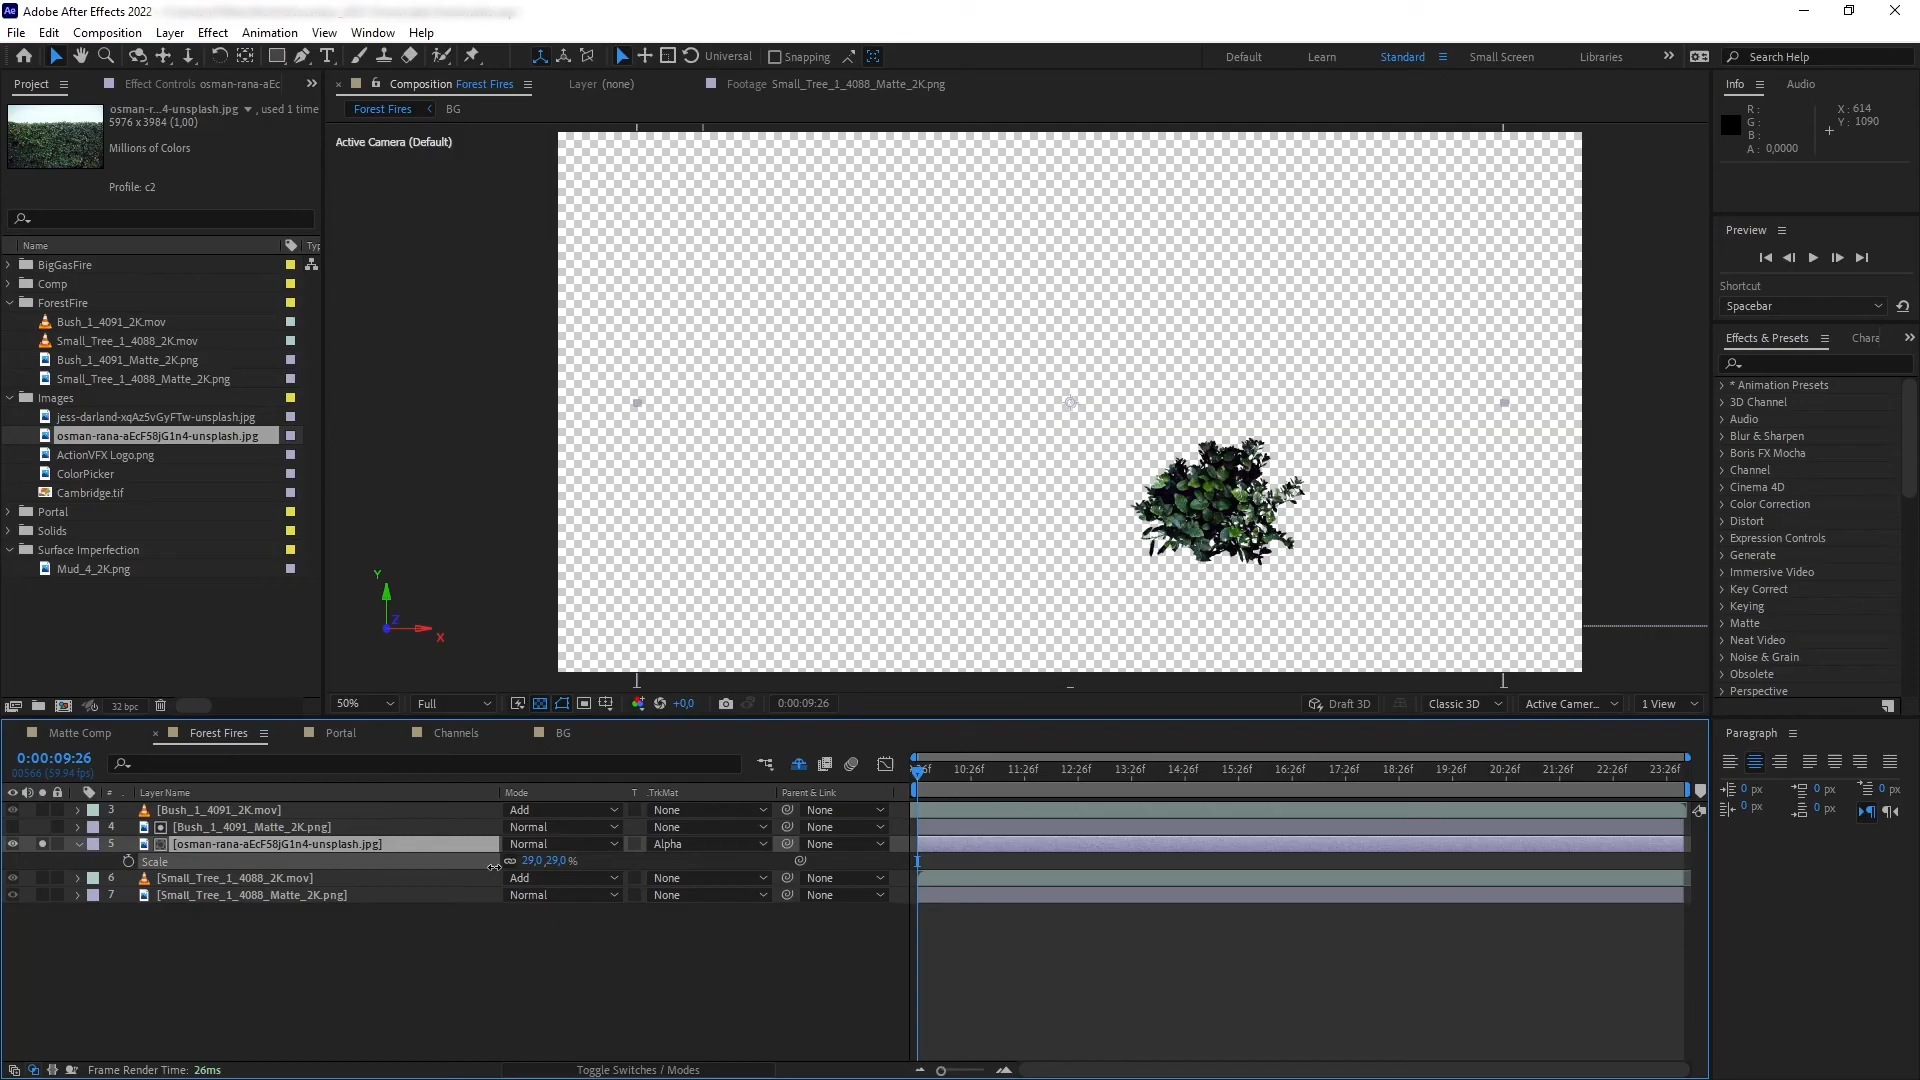 Ae Adobe After Effects 2022
File Edit Composition Layer Effect Animation View Window Help
Universal Snapping Default Learn Standard Small Screen Libraries Search Help
Project Effect Controls osman-rana-aEc
osman-r...4-unsplash.jpg , used 1 time
5976 x 3984 (1,00)
Millions of Colors
Profile: c2
Name Typ
BigGasFire
Comp
ForestFire
Bush_1_4091_2K.mov
Small_Tree_1_4088_2K.mov
Bush_1_4091_Matte_2K.png
Small_Tree_1_4088_Matte_2K.png
Images
jess-darland-xqAz5vGyFTw-unsplash.jpg
osman-rana-aEcF58jG1n4-unsplash.jpg
ActionVFX Logo.png
ColorPicker
Cambridge.tif
Portal
Solids
Surface Imperfection
Mud_4_2K.png
32 bpc
Composition Forest Fires Layer (none) Footage Small_Tree_1_4088_Matte_2K.png
Forest Fires BG
Active Camera (Default)
Y
Z
X
50% Full +0,0 0:00:09:26 Draft 3D Classic 3D Active Camer... 1 View
Info Audio
R :
G :
B :
A : 0,0000
X : 614
Y : 1090
Preview
Shortcut
Spacebar
Effects & Presets Chara
* Animation Presets
3D Channel
Audio
Blur & Sharpen
Boris FX Mocha
Channel
Cinema 4D
Color Correction
Distort
Expression Controls
Generate
Immersive Video
Key Correct
Keying
Matte
Neat Video
Noise & Grain
Obsolete
Perspective
Paragraph
0 px 0 px 0 px
0 px 0 px
Matte Comp Forest Fires Portal Channels BG
0:00:09:26
00566 (59.94 fps)
10:26f 11:26f 12:26f 13:26f 14:26f 15:26f 16:26f 17:26f 18:26f 19:26f 20:26f 21:26f 22:26f 23:26f
# Layer Name Mode T .TrkMat Parent & Link
3 [Bush_1_4091_2K.mov] Add None None
4 [Bush_1_4091_Matte_2K.png] Normal None None
5 [osman-rana-aEcF58jG1n4-unsplash.jpg] Normal Alpha None
Scale 29,0,29,0 %
6 [Small_Tree_1_4088_2K.mov] Add None None
7 [Small_Tree_1_4088_Matte_2K.png] Normal None None
Frame Render Time: 26ms Toggle Switches / Modes